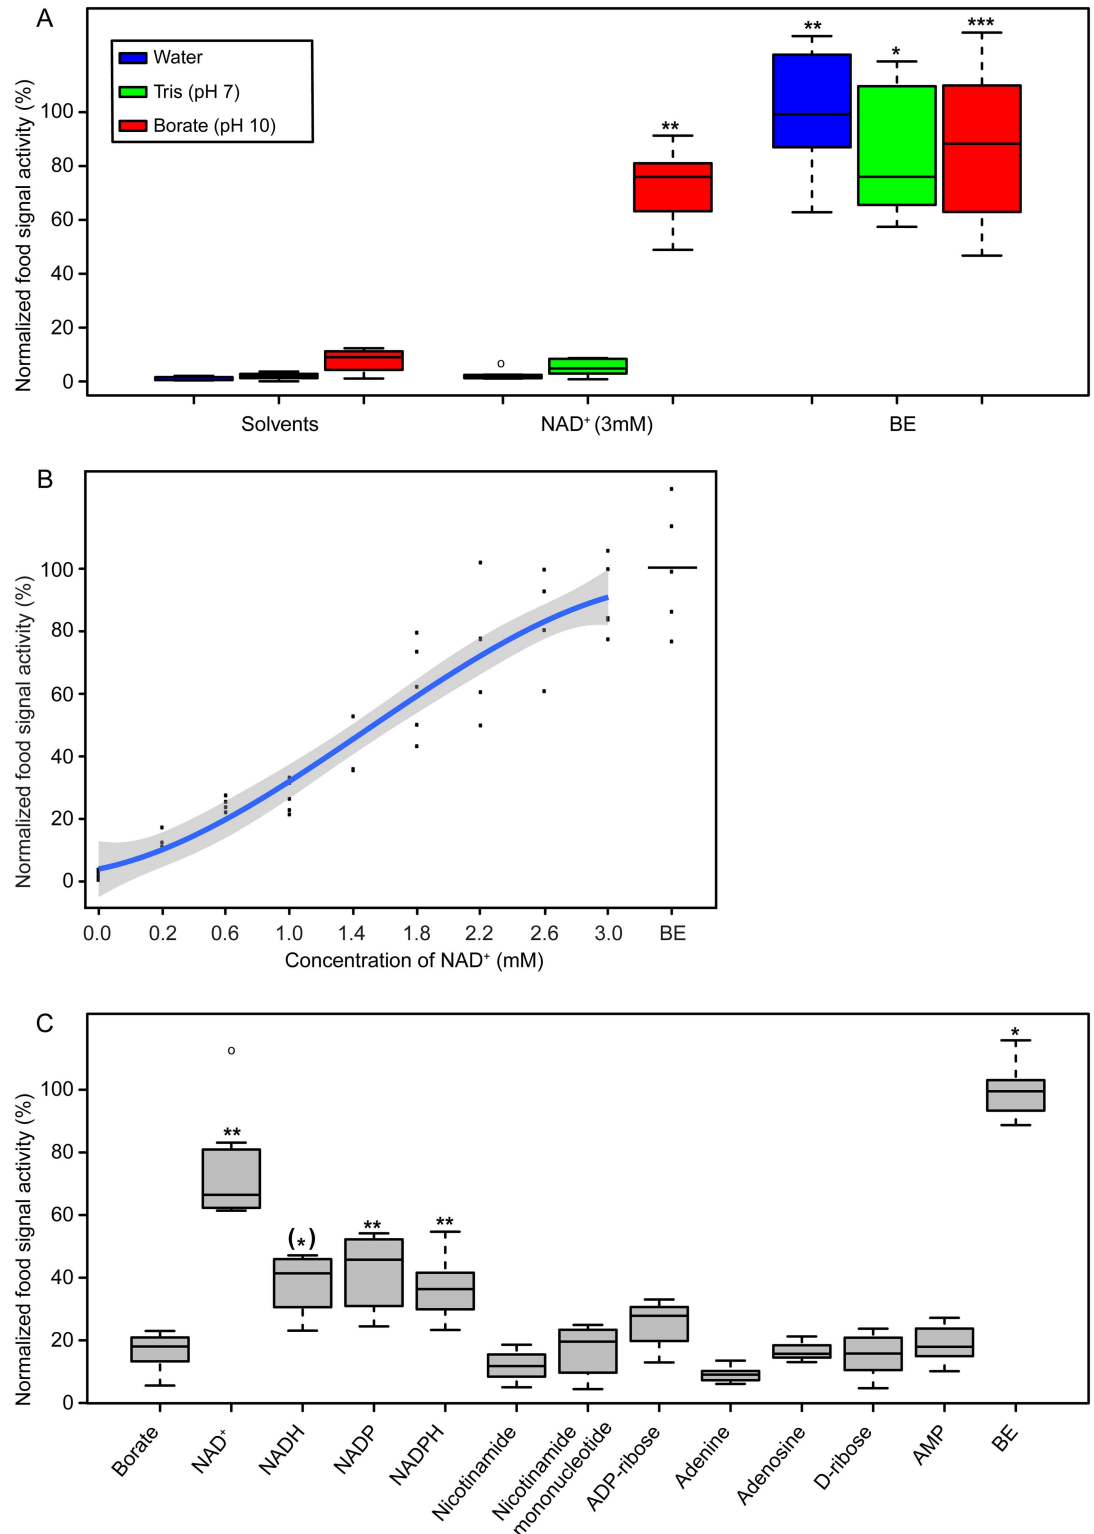 A
Normalized food signal activity (%)
100
80
60
40
20
0
Water
Tris (pH 7)
Borate (pH 10)
**
**
*
***
o
Solvents
NAD⁺ (3mM)
BE
B
Normalized food signal activity (%)
100
80
60
40
20
0
0.0 0.2 0.6 1.0 1.4 1.8 2.2 2.6 3.0 BE
Concentration of NAD⁺ (mM)
C
Normalized food signal activity (%)
100
80
60
40
20
0
o
**
(*)
**
**
*
Borate
NAD⁺
NADH
NADP
NADPH
Nicotinamide
Nicotinamide
mononucleotide
ADP-ribose
Adenine
Adenosine
D-ribose
AMP
BE